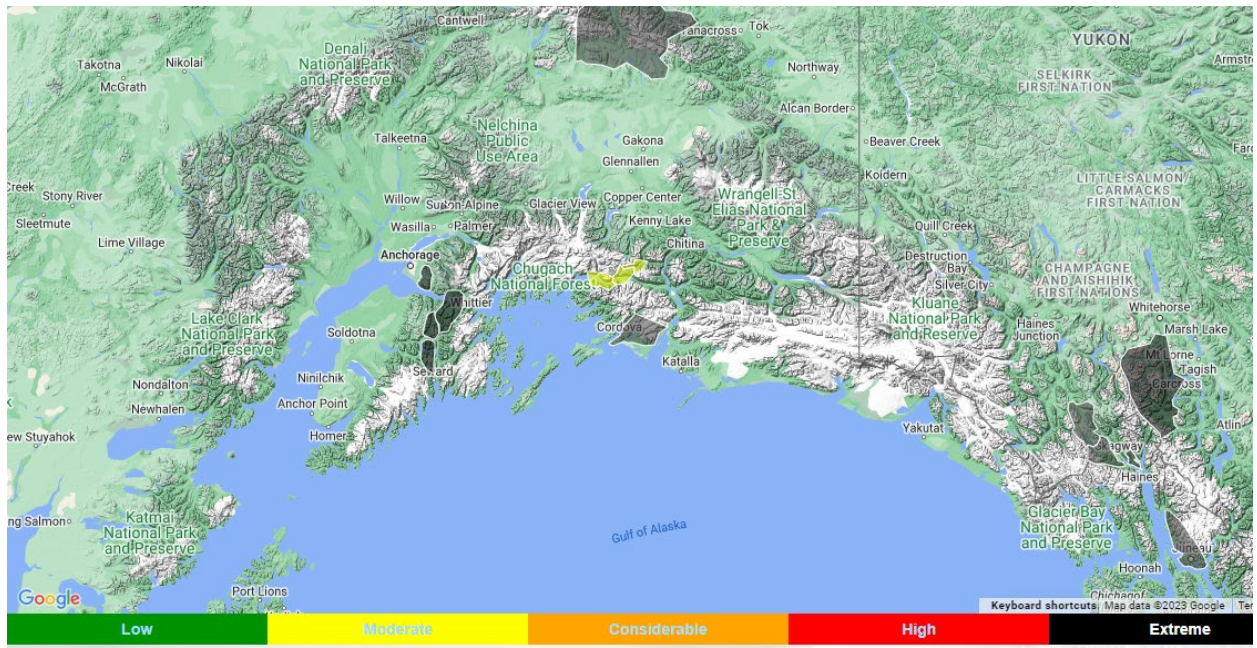 Cantwell
Tanacross
Tok
YUKON
Denali
National Park
and Preserve
Takotna
Nikolai
McGrath
Northway
SELKIRK
FIRST NATION
Alcan Border
Talkeetna
Nelchina
Public
Use Area
Gakona
Beaver Creek
Glennallen
Koidern
Creek
Stony River
Sleetmute
Willow
Sutton-Alpine
Glacier View
Copper Center
Wrangell-St.
Elias National
Park &
Preserve
LITTLE SALMON/
CARMACKS
FIRST NATION
Lime Village
Wasilla
Palmer
Kenny Lake
Chitina
Quill Creek
Anchorage
Chugach
National Forest
Destruction
Bay
Silver City
CHAMPAGNE
AND AISHIHIK
FIRST NATIONS
Whittier
Kluane
National Park
and Reserve
Whitehorse
Lake Clark
National Park
and Preserve
Soldotna
Cordova
Haines
Junction
Marsh Lake
Katalla
Mt Lorne
Tagish
Carcross
Seward
Nondalton
Ninilchik
Newhalen
Anchor Point
Homer
Yakutat
Atlin
ew Stuyahok
Skagway
Haines
ng Salmon
Katmai
National Park
and Preserve
Gulf of Alaska
Glacier Bay
National Park
and Preserve
Juneau
Hoonah
Port Lions
Chichagof
Google
Keyboard shortcuts Map data ©2023 Google
Low Moderate Considerable High Extreme